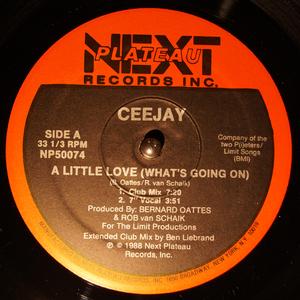 NEXT
PLATEAU
RECORDS INC.
CEEJAY
SIDE A
33 1/3 RPM
NP50074
Company of the
two P(i)eters/
Limit Songs
(BMI)
A LITTLE LOVE (WHAT'S GOING ON)
(B. Oattes/R. van Schaik)
1. Club Mix 7:20
2. 7" Vocal 3:51
Produced By: BERNARD OATTES
& ROB van SCHAIK
For The Limit Productions
Extended Club Mix by Ben Liebrand
℗ © 1988 Next Plateau
Records, Inc.
BROADWAY, NEW YORK, N.Y.